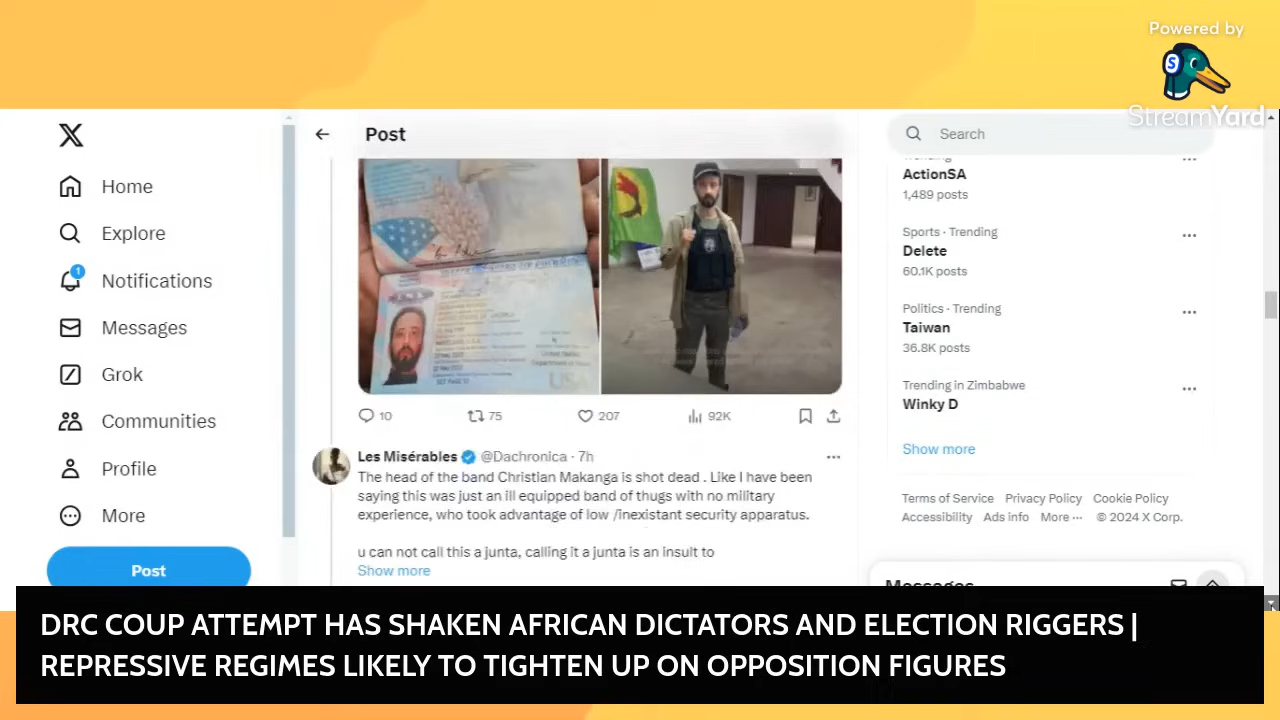 Powered by
S
StreamYard
X
Home
Explore
Notifications
1
Messages
Grok
Communities
Profile
More
Post
Post
USA
10
75
207
92K
Les Misérables @Dachronica · 7h
The head of the band Christian Makanga is shot dead . Like I have been
saying this was just an ill equipped band of thugs with no military
experience, who took advantage of low /inexistant security apparatus.
u can not call this a junta, calling it a junta is an insult to
Show more
Search
Trending
ActionSA
1,489 posts
Sports · Trending
Delete
60.1K posts
Politics · Trending
Taiwan
36.8K posts
Trending in Zimbabwe
Winky D
Show more
Terms of Service Privacy Policy Cookie Policy
Accessibility Ads info More ··· © 2024 X Corp.
Messages
DRC COUP ATTEMPT HAS SHAKEN AFRICAN DICTATORS AND ELECTION RIGGERS |
REPRESSIVE REGIMES LIKELY TO TIGHTEN UP ON OPPOSITION FIGURES